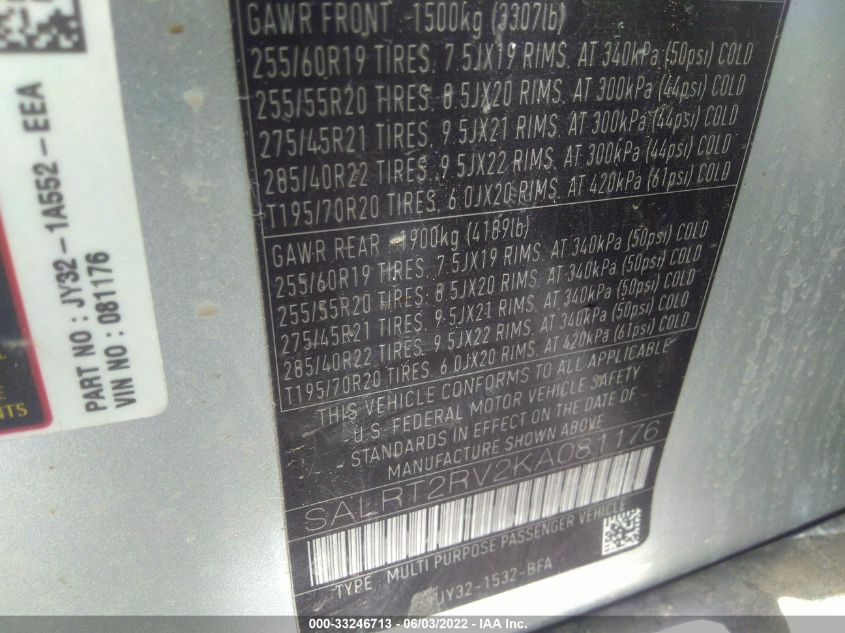 GAWR FRONT -1500kg (3307lb)
255/60R19 TIRES, 7.5JX19 RIMS, AT 340kPa (50psi) COLD
255/55R20 TIRES, 8.5JX20 RIMS, AT 300kPa (44psi) COLD
275/45R21 TIRES, 9.5JX21 RIMS, AT 300kPa (44psi) COLD
285/40R22 TIRES, 9.5JX22 RIMS, AT 300kPa (44psi) COLD
T195/70R20 TIRES, 6.0JX20 RIMS, AT 420kPa (61psi) COLD
GAWR REAR -1900kg (4189lb)
255/60R19 TIRES, 7.5JX19 RIMS, AT 340kPa (50psi) COLD
255/55R20 TIRES, 8.5JX20 RIMS, AT 340kPa (50psi) COLD
275/45R21 TIRES, 9.5JX21 RIMS, AT 340kPa (50psi) COLD
285/40R22 TIRES, 9.5JX22 RIMS, AT 340kPa (50psi) COLD
T195/70R20 TIRES, 6.0JX20 RIMS, AT 420kPa (61psi) COLD
THIS VEHICLE CONFORMS TO ALL APPLICABLE
U.S. FEDERAL MOTOR VEHICLE SAFETY
STANDARDS IN EFFECT ON THE DATE OF
MANUFACTURE SHOWN ABOVE
SALRT2RV2KA081176
TYPE MULTI PURPOSE PASSENGER VEHICLE
JY32-1532-BFA
PART NO : JY32-1A552-EEA
VIN NO : 081176
000-33246713 - 06/03/2022 - IAA Inc.